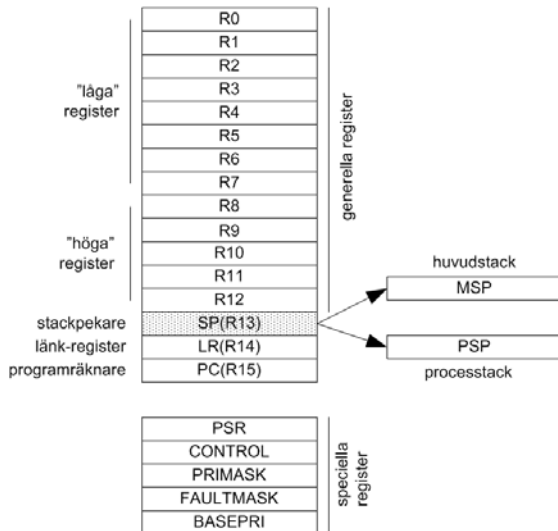 R0
R1
R2
R3
"låga"
register
R4
R5
R6
R7
generella register
R8
R9
"höga"
register
R10
R11
R12
huvudstack
MSP
stackpekare
SP(R13)
länk-register
LR(R14)
PSP
programräknare
PC(R15)
processtack
PSR
CONTROL
PRIMASK
FAULTMASK
BASEPRI
speciella
register